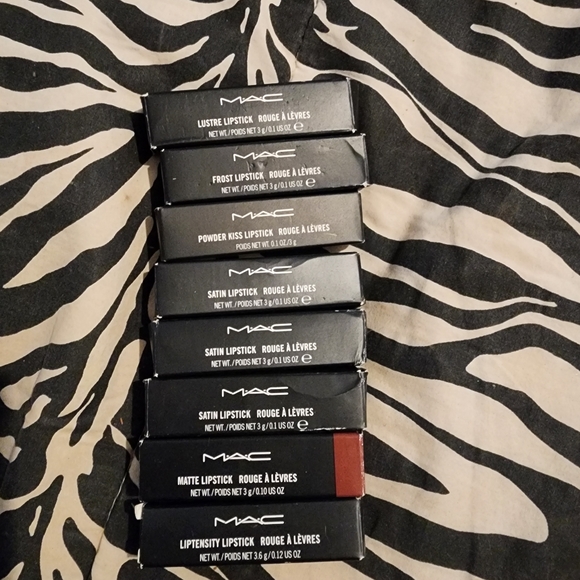 MAC
LUSTRE LIPSTICK ROUGE À LÈVRES
NET WT./POIDS NET 3 g/0.1 US OZ ℮
MAC
FROST LIPSTICK ROUGE À LÈVRES
NET WT./POIDS NET 3 g/0.1 US OZ ℮
MAC
POWDER KISS LIPSTICK ROUGE À LÈVRES
POIDS NET WT. 0.1 OZ/3 g
MAC
SATIN LIPSTICK ROUGE À LÈVRES
NET WT./POIDS NET 3 g/0.1 US OZ ℮
MAC
SATIN LIPSTICK ROUGE À LÈVRES
NET WT./POIDS NET 3 g/0.1 US OZ ℮
MAC
SATIN LIPSTICK ROUGE À LÈVRES
NET WT./POIDS NET 3 g/0.1 US OZ ℮
MAC
MATTE LIPSTICK ROUGE À LÈVRES
NET WT./POIDS NET 3 g/0.10 US OZ
MAC
LIPTENSITY LIPSTICK ROUGE À LÈVRES
NET WT./POIDS NET 3.6 g/0.12 US OZ